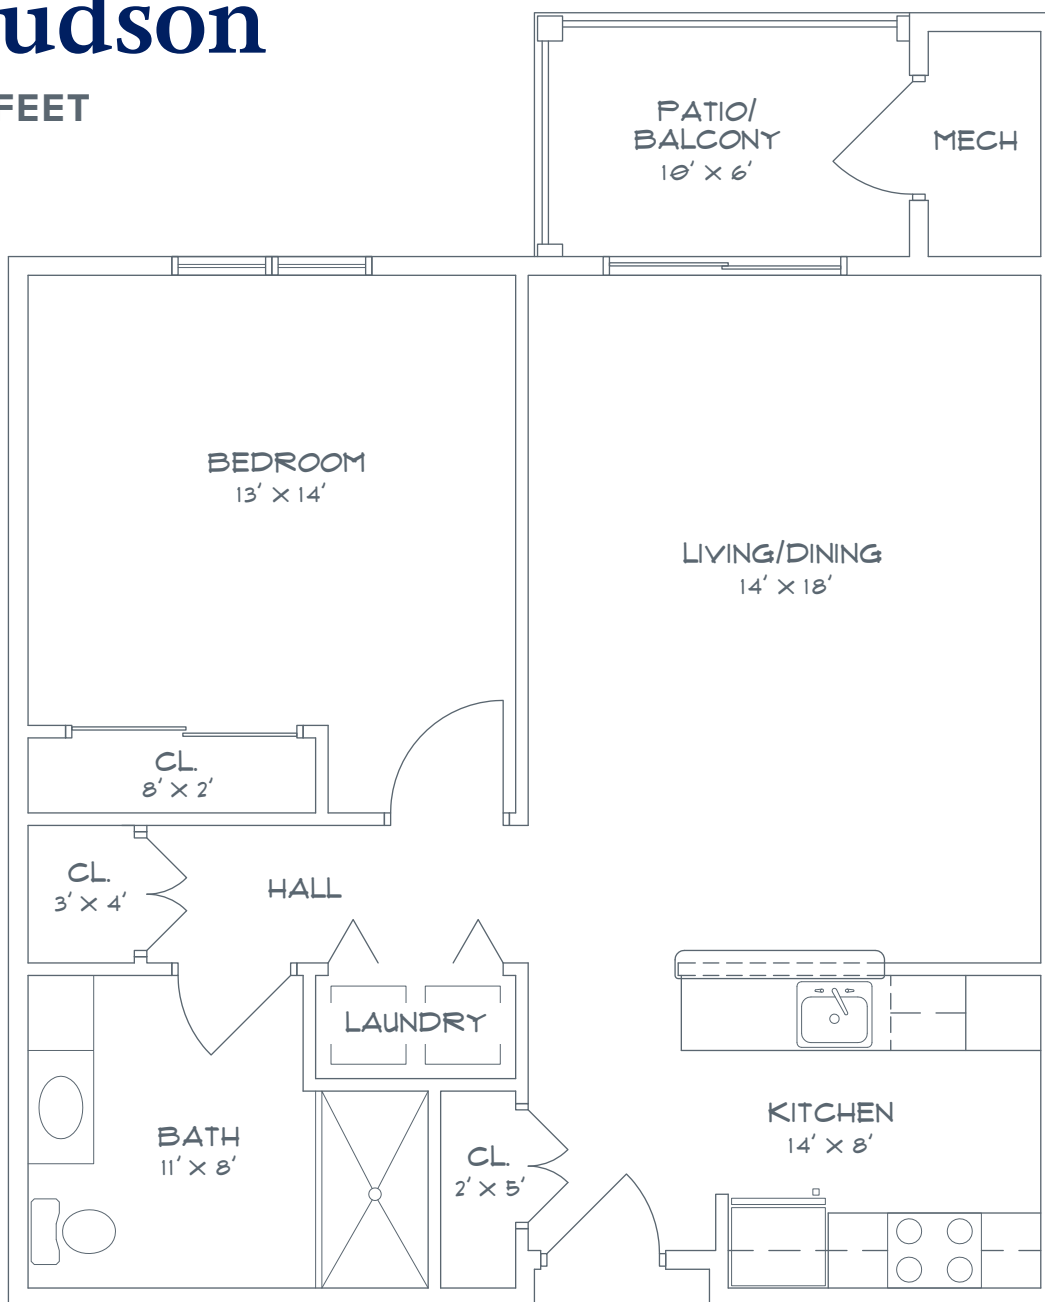 udson
FEET
PATIO/
BALCONY
10' X 6'
MECH
BEDROOM
13' X 14'
LIVING/DINING
14' X 18'
CL.
8' X 2'
CL.
3' X 4'
HALL
LAUNDRY
KITCHEN
14' X 8'
BATH
11' X 8'
CL.
2' X 5'